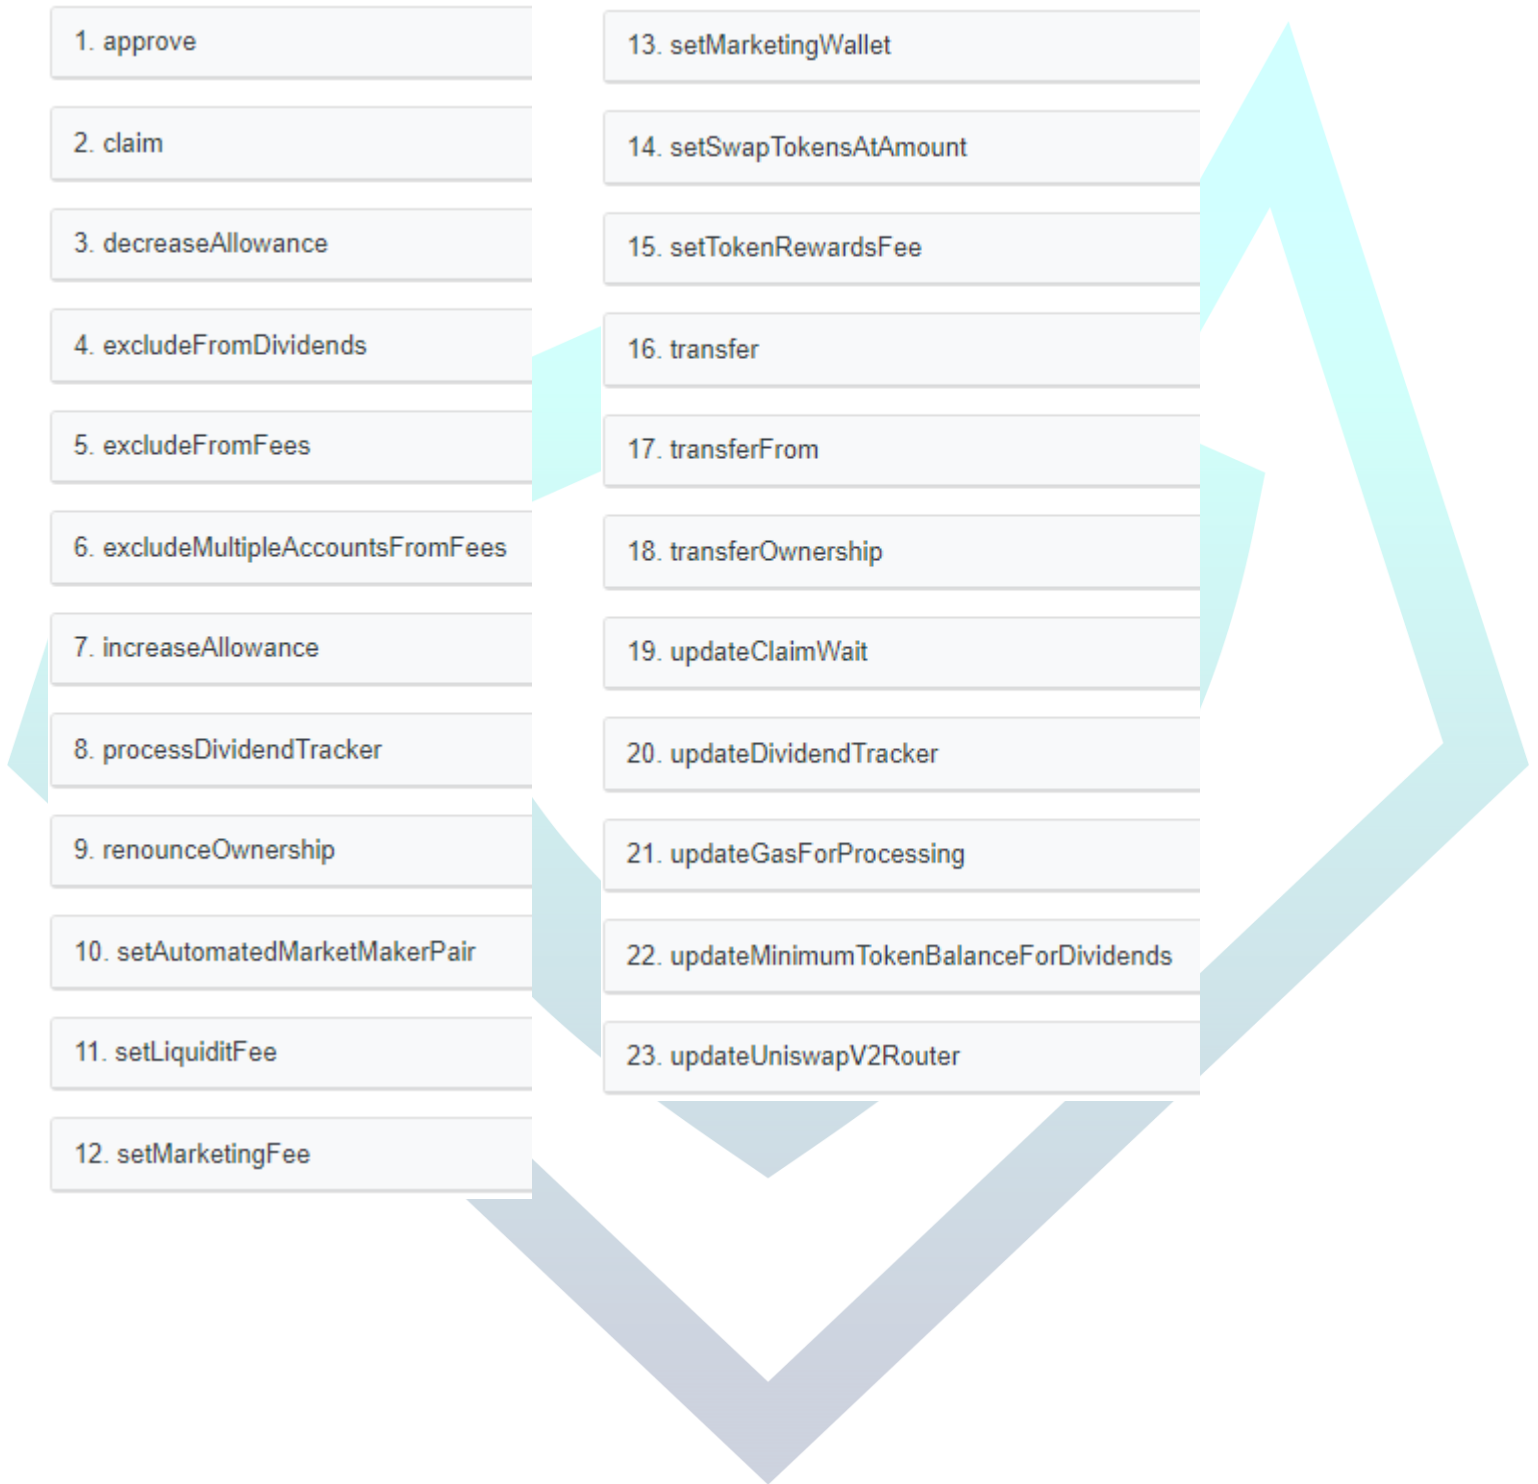 1. approve
2. claim
3. decreaseAllowance
4. excludeFromDividends
5. excludeFromFees
6. excludeMultipleAccountsFromFees
7. increaseAllowance
8. processDividendTracker
9. renounceOwnership
10. setAutomatedMarketMakerPair
11. setLiquiditFee
12. setMarketingFee
13. setMarketingWallet
14. setSwapTokensAtAmount
15. setTokenRewardsFee
16. transfer
17. transferFrom
18. transferOwnership
19. updateClaimWait
20. updateDividendTracker
21. updateGasForProcessing
22. updateMinimumTokenBalanceForDividends
23. updateUniswapV2Router